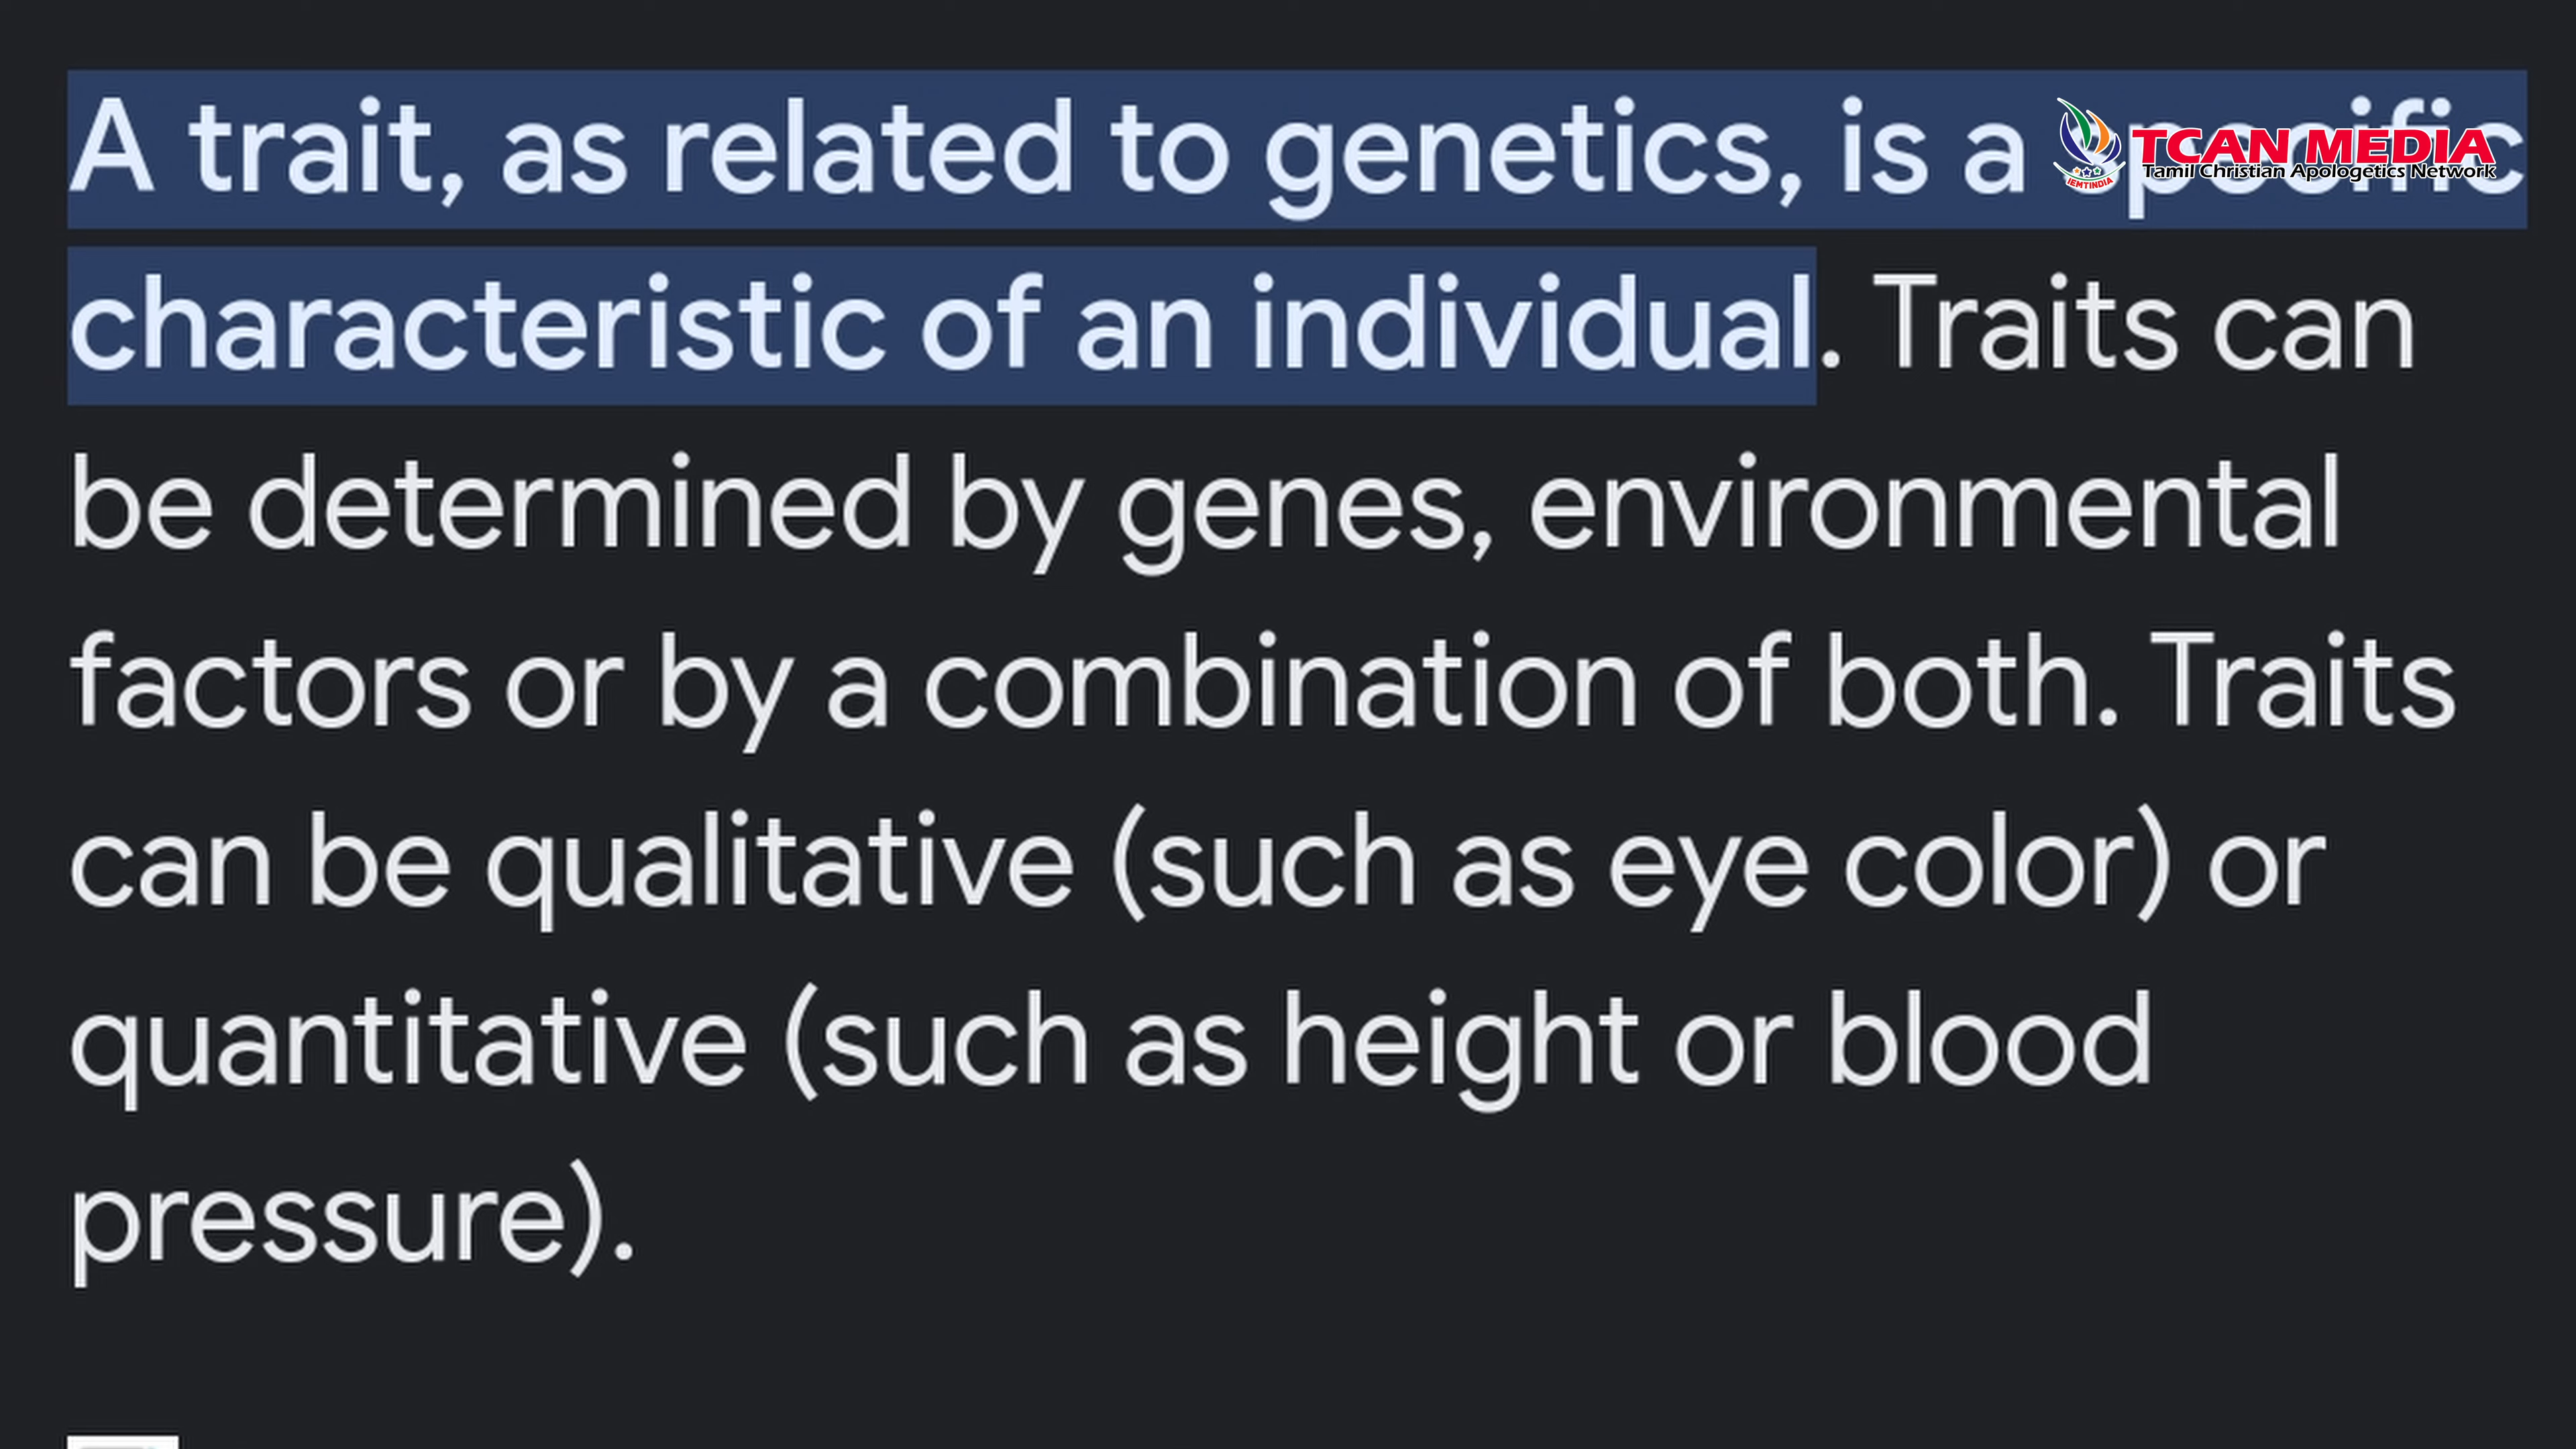 A trait, as related to genetics, is a specific
TCAN MEDIA
Tamil Christian Apologetics Network
IEMTINDIA
characteristic of an individual. Traits can
be determined by genes, environmental
factors or by a combination of both. Traits
can be qualitative (such as eye color) or
quantitative (such as height or blood
pressure).